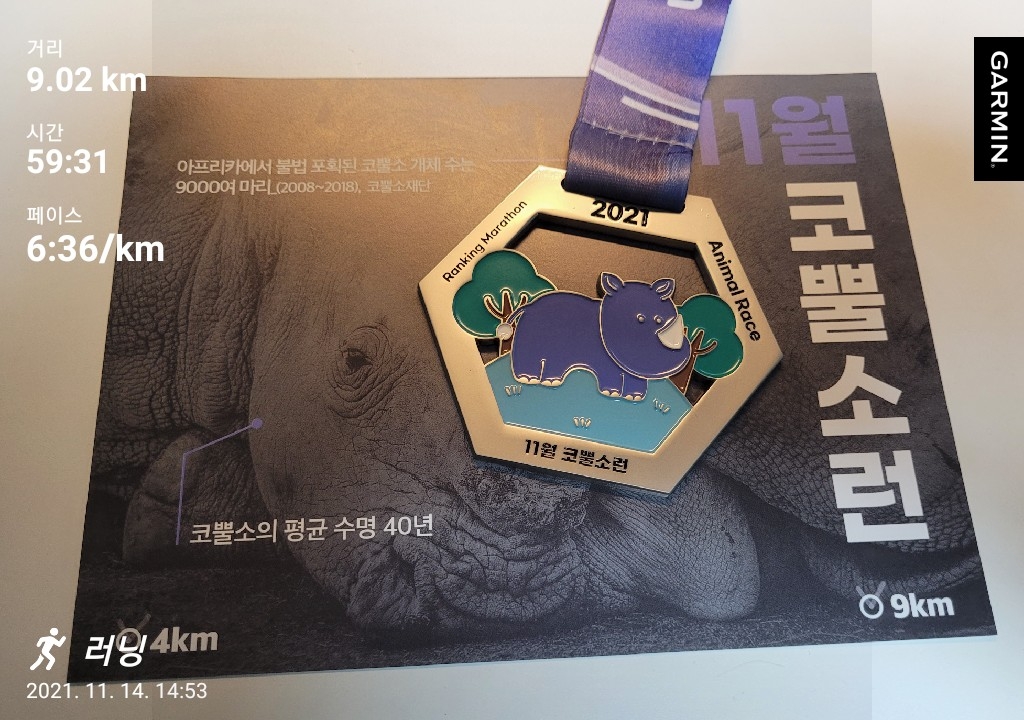 거리
9.02 km
시간
59:31
페이스
6:36/km
GARMIN
아프리카에서 불법 포획된 코뿔소 개체 수는
9000여 마리_(2008~2018), 코뿔소재단
11월
코뿔소런
2021
Ranking Marathon
Animal Race
11월 코뿔소런
코뿔소의 평균 수명 40년
9km
4km
러닝
2021. 11. 14. 14:53